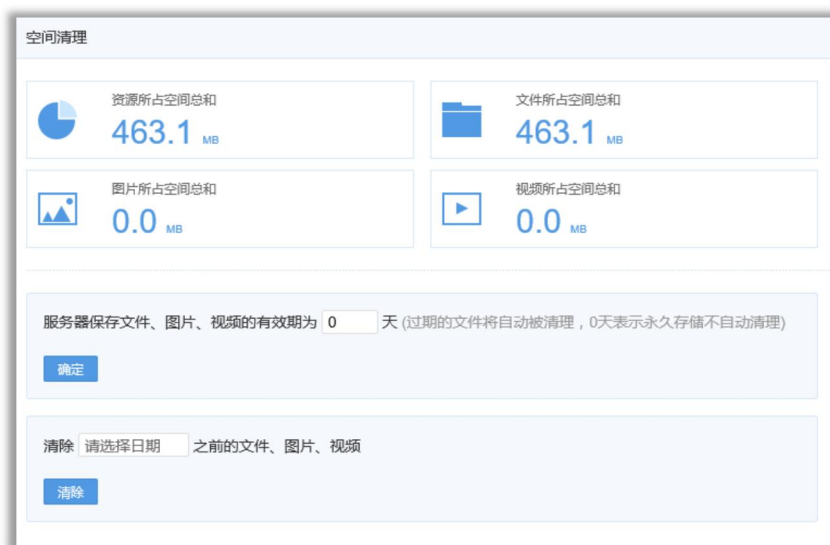 空间清理
资源所占空间总和
463.1 MB
文件所占空间总和
463.1 MB
图片所占空间总和
0.0 MB
视频所占空间总和
0.0 MB
服务器保存文件、图片、视频的有效期为 0 天 (过期的文件将自动被清理，0天表示永久存储不自动清理)
确定
清除 请选择日期 之前的文件、图片、视频
清除